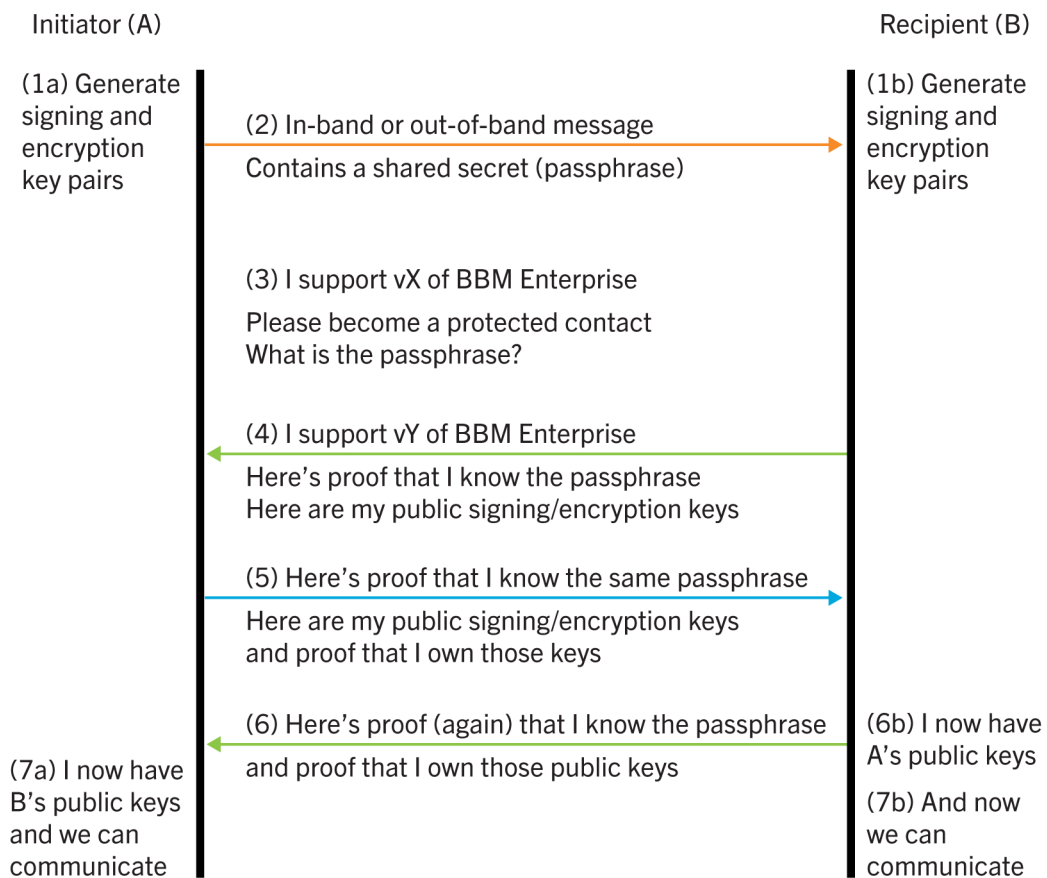 Initiator (A)
Recipient (B)
(1a) Generate
signing and
encryption
key pairs
(1b) Generate
signing and
encryption
key pairs
(2) In-band or out-of-band message
Contains a shared secret (passphrase)
(3) I support vX of BBM Enterprise
Please become a protected contact
What is the passphrase?
(4) I support vY of BBM Enterprise
Here’s proof that I know the passphrase
Here are my public signing/encryption keys
(5) Here’s proof that I know the same passphrase
Here are my public signing/encryption keys
and proof that I own those keys
(6) Here’s proof (again) that I know the passphrase
and proof that I own those public keys
(6b) I now have
A’s public keys
(7a) I now have
B’s public keys
and we can
communicate
(7b) And now
we can
communicate